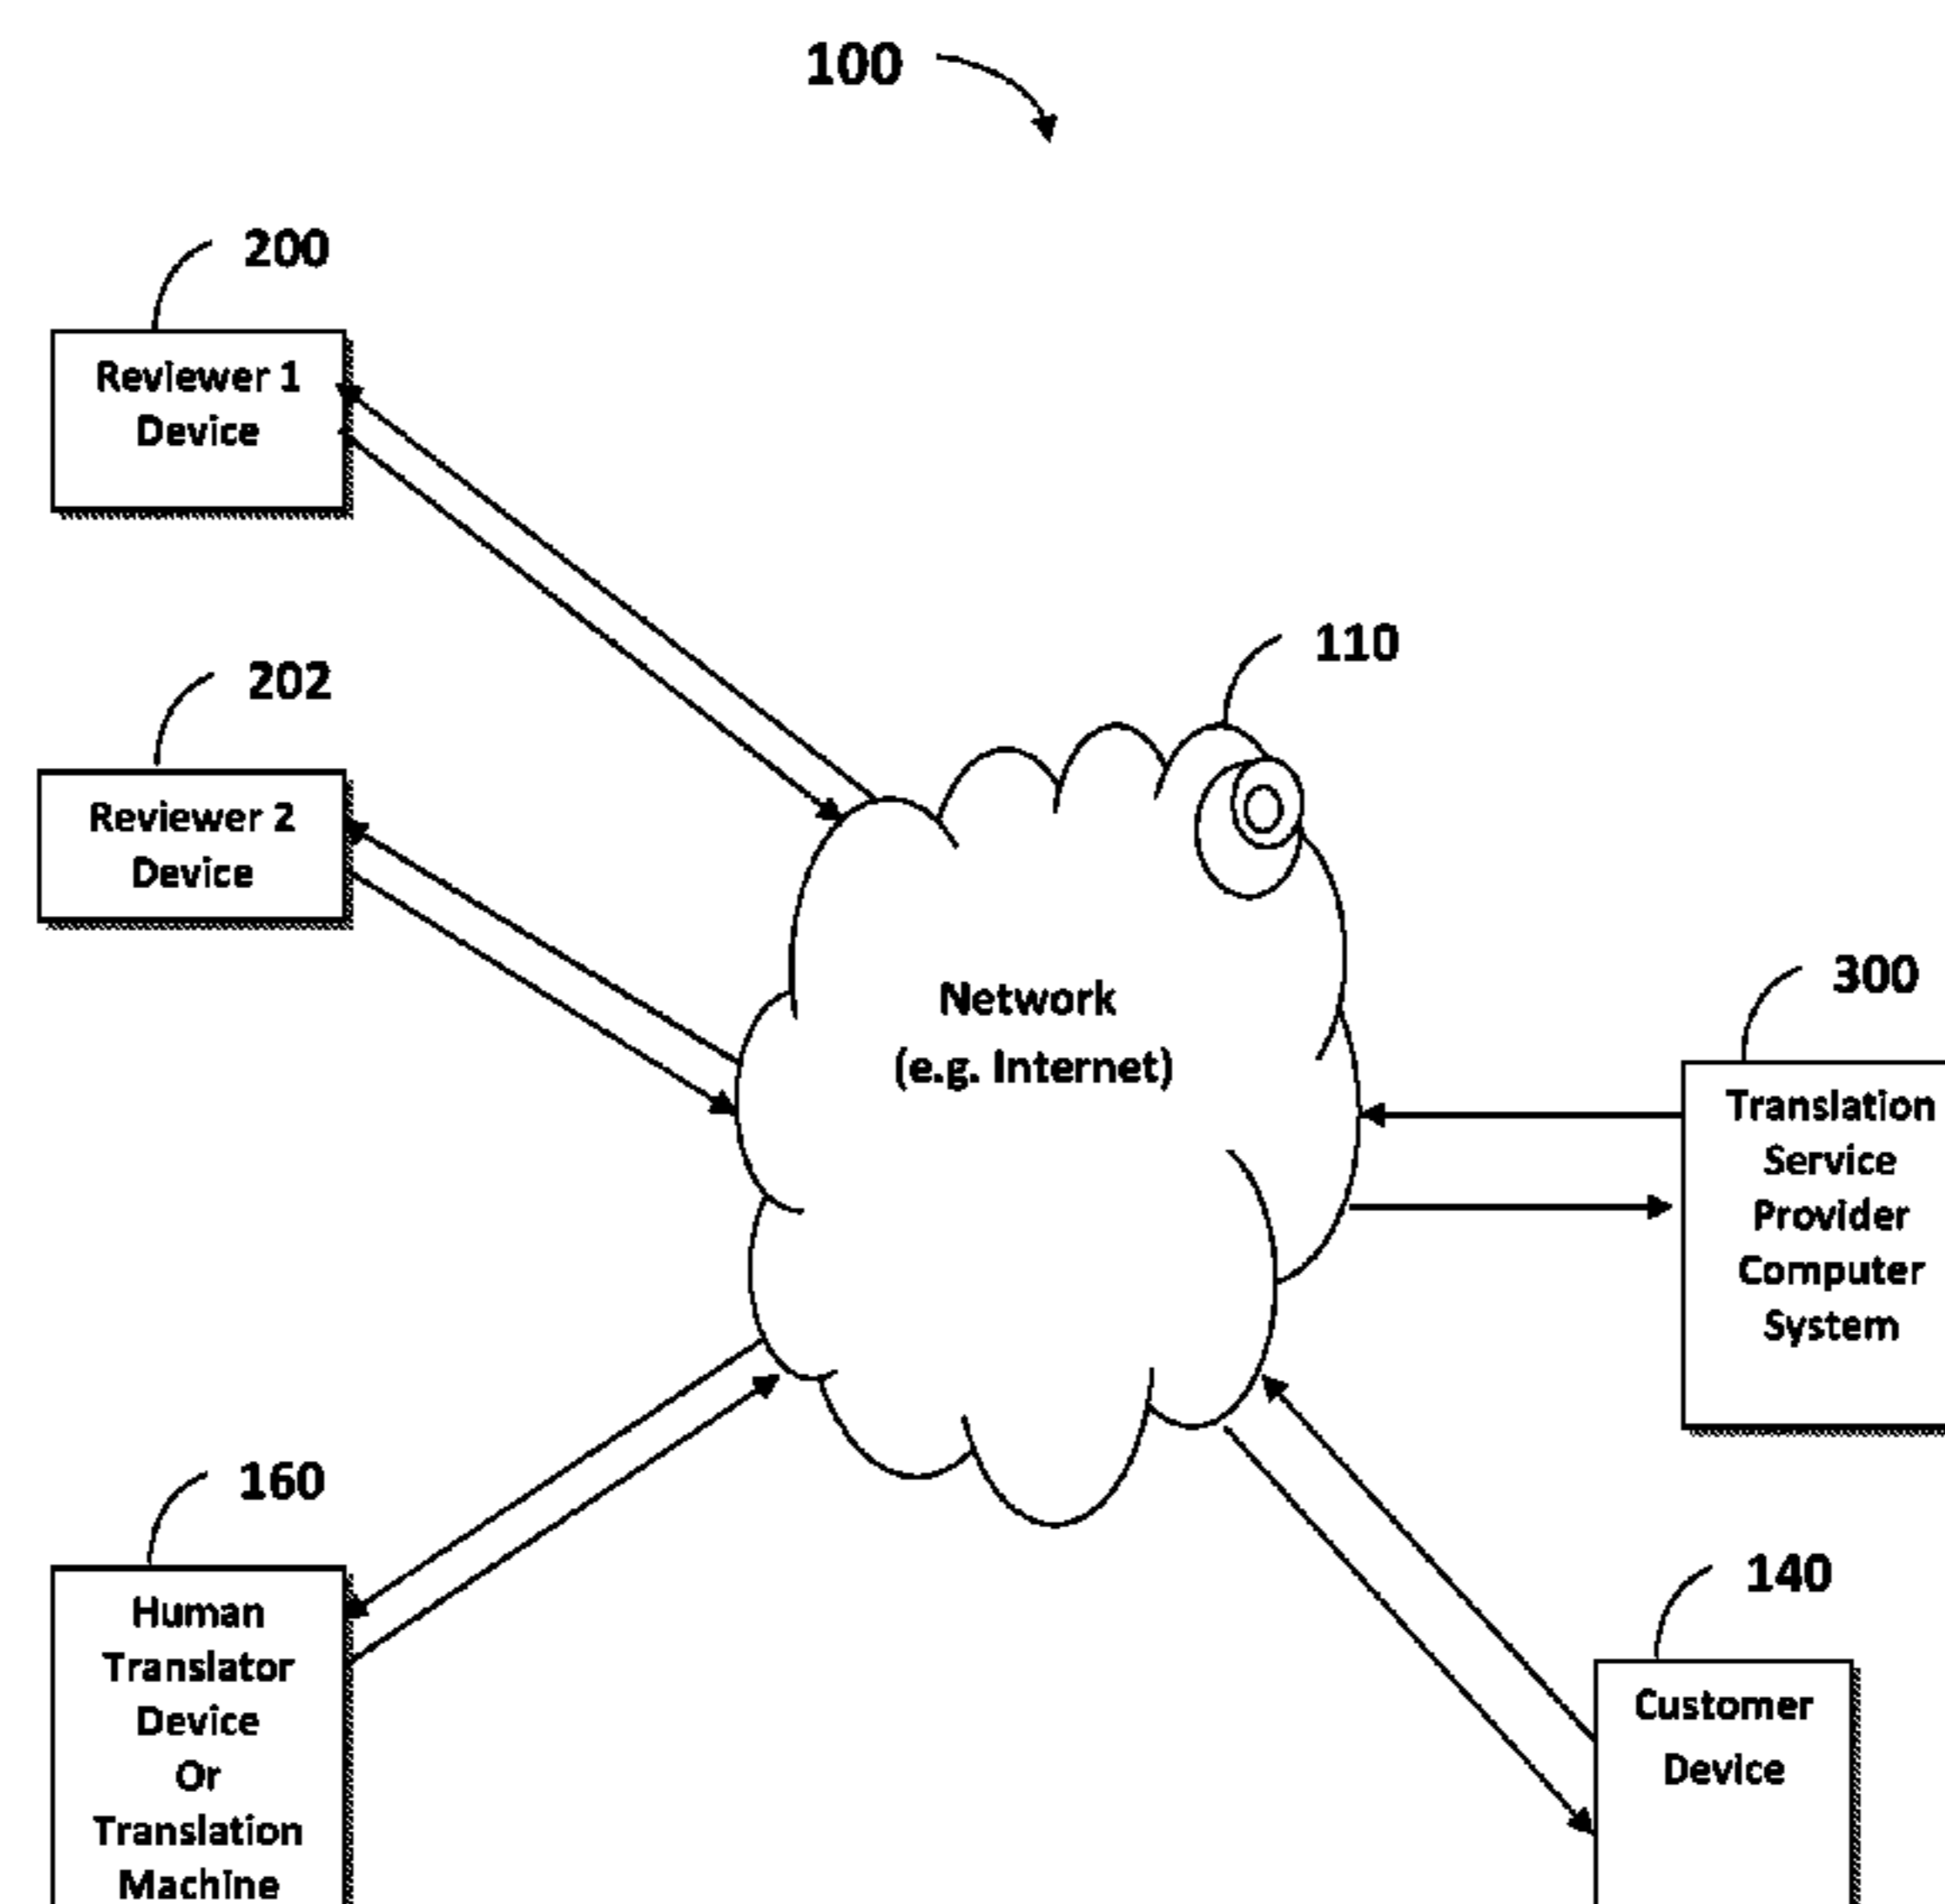 100
200
Reviewer 1
Device
110
202
Reviewer 2
Device
Network
(e.g. Internet)
300
Translation
Service
Provider
Computer
System
160
Human
Translator
Device
Or
Translation
Machine
140
Customer
Device